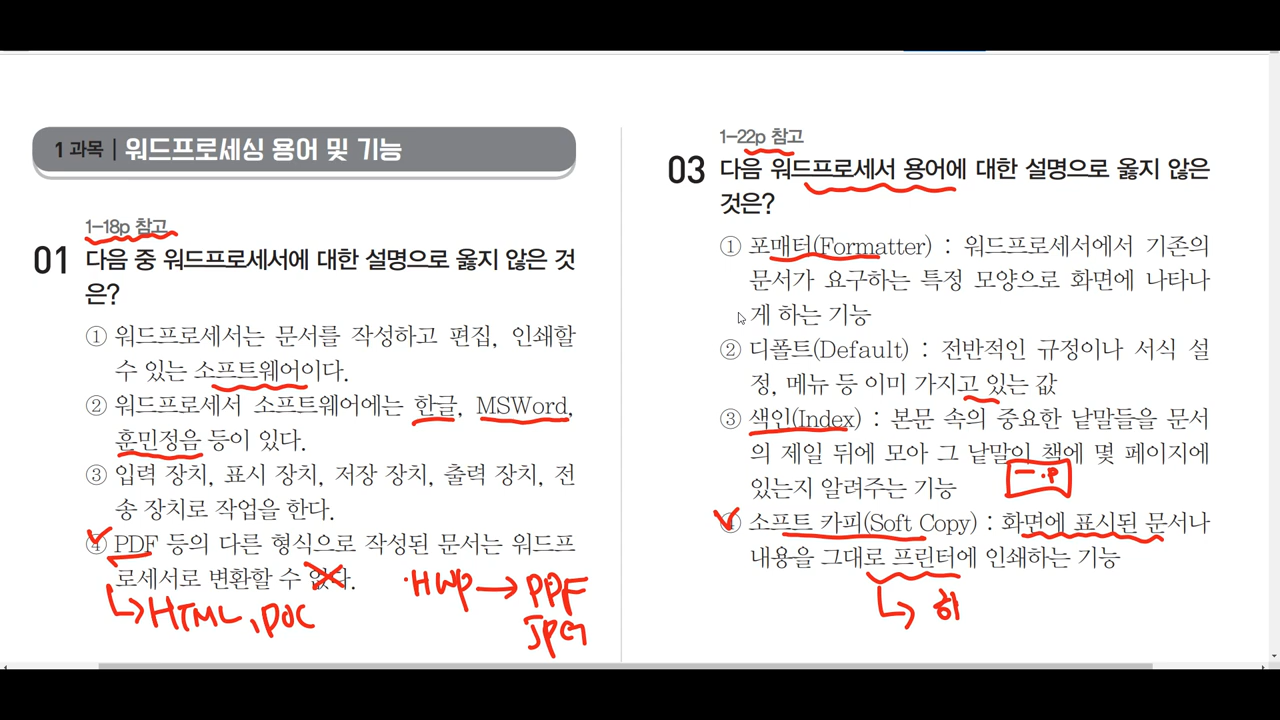 1 과목 | 워드프로세싱 용어 및 기능
1-18p 참고
01 다음 중 워드프로세서에 대한 설명으로 옳지 않은 것
은?
① 워드프로세서는 문서를 작성하고 편집, 인쇄할
수 있는 소프트웨어이다.
② 워드프로세서 소프트웨어에는 한글, MSWord,
훈민정음 등이 있다.
③ 입력 장치, 표시 장치, 저장 장치, 출력 장치, 전
송 장치로 작업을 한다.
④ PDF 등의 다른 형식으로 작성된 문서는 워드프
로세서로 변환할 수 없다.
HTML, DOC
.HWP → PDF
JPG
1-22p 참고
03 다음 워드프로세서 용어에 대한 설명으로 옳지 않은
것은?
① 포매터(Formatter) : 워드프로세서에서 기존의
문서가 요구하는 특정 모양으로 화면에 나타나
게 하는 기능
② 디폴트(Default) : 전반적인 규정이나 서식 설
정, 메뉴 등 이미 가지고 있는 값
③ 색인(Index) : 본문 속의 중요한 낱말들을 문서
의 제일 뒤에 모아 그 낱말이 책에 몇 페이지에
있는지 알려주는 기능
④ 소프트 카피(Soft Copy) : 화면에 표시된 문서나
내용을 그대로 프린터에 인쇄하는 기능
하